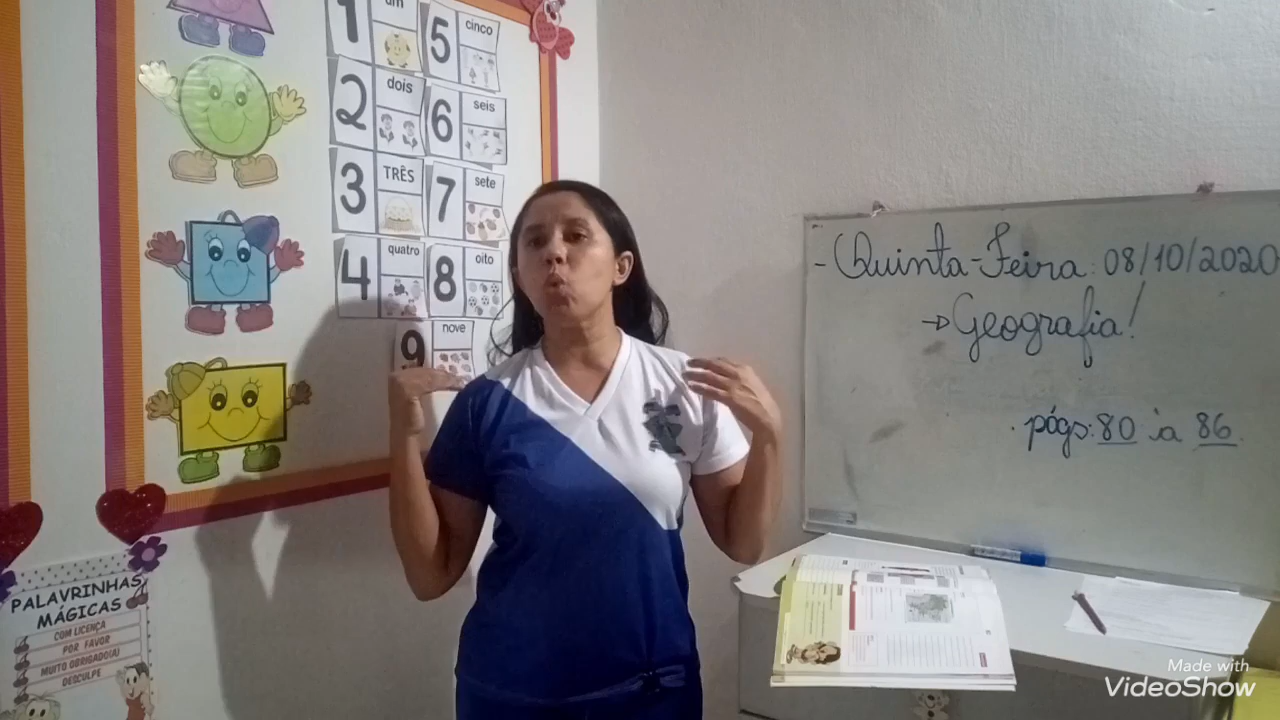 1 um
2 dois
3 TRÊS
4 quatro
5 cinco
6 seis
7 sete
8 oito
9 nove
PALAVRINHAS
MÁGICAS
COM LICENÇA
POR FAVOR
MUITO OBRIGADO(A)
DESCULPE
- Quinta-Feira: 08/10/2020
→ Geografia!
. págs: 80 à 86.
Made with
VideoShow